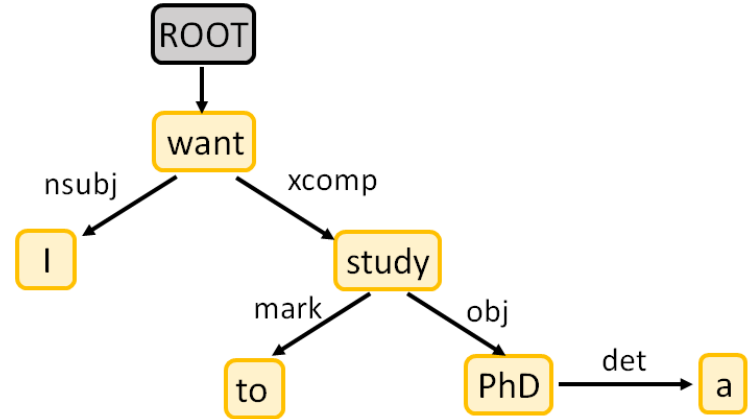 ROOT
want
nsubj
xcomp
I
study
mark
obj
to
PhD
det
a